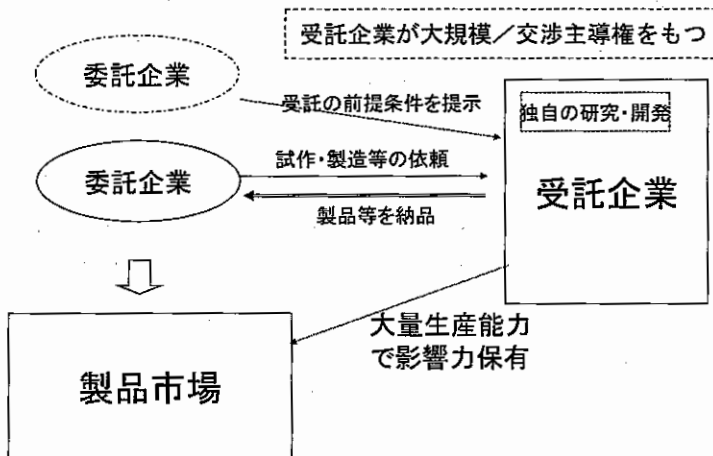 受託企業が大規模／交渉主導権をもつ
委託企業
受託の前提条件を提示
独自の研究・開発
委託企業
試作・製造等の依頼
受託企業
製品等を納品
大量生産能力
で影響力保有
製品市場